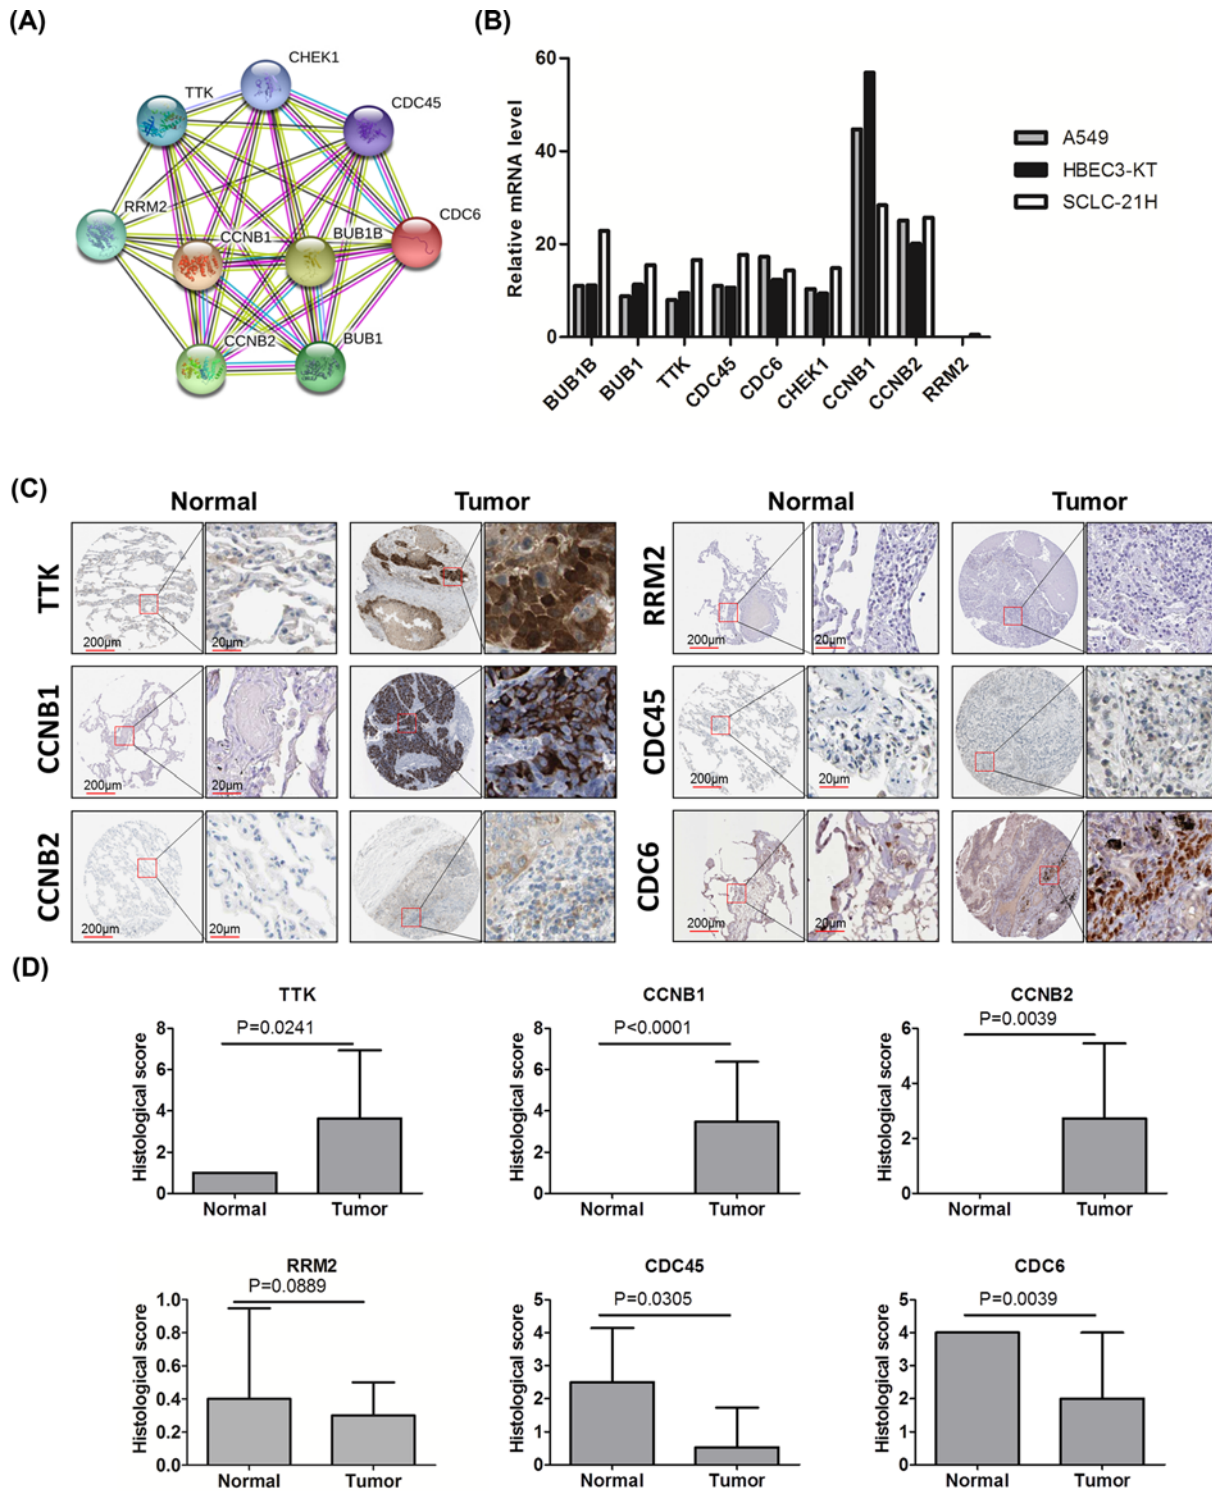 (A)
CHEK1
TTK
CDC45
RRM2
CDC6
CCNB1
BUB1B
CCNB2
BUB1
(B)
Relative mRNA level
60
40
20
0
BUB1B
BUB1
TTK
CDC45
CDC6
CHEK1
CCNB1
CCNB2
RRM2
A549
HBEC3-KT
SCLC-21H
(C)
Normal Tumor Normal Tumor
TTK
200µm 20µm
RRM2
200µm 20µm
CCNB1
200µm 20µm
CDC45
200µm 20µm
CCNB2
200µm 20µm
CDC6
200µm 20µm
(D)
TTK
P=0.0241
Histological score
8
6
4
2
0
Normal Tumor
CCNB1
P<0.0001
Histological score
8
6
4
2
0
Normal Tumor
CCNB2
P=0.0039
Histological score
6
4
2
0
Normal Tumor
RRM2
P=0.0889
Histological score
1.0
0.8
0.6
0.4
0.2
0.0
Normal Tumor
CDC45
P=0.0305
Histological score
5
4
3
2
1
0
Normal Tumor
CDC6
P=0.0039
Histological score
5
4
3
2
1
0
Normal Tumor